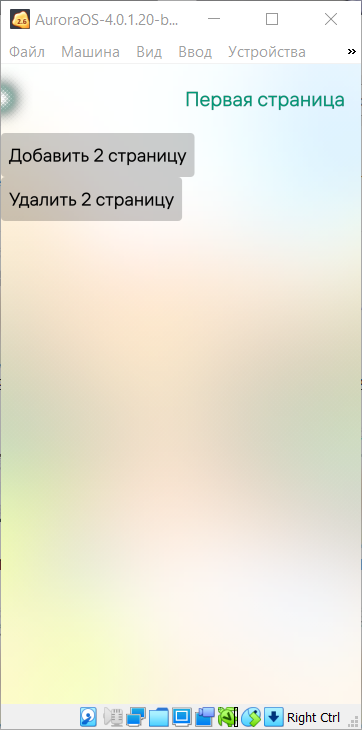 AuroraOS-4.0.1.20-b...
Файл Машина Вид Ввод Устройства »
Первая страница
Добавить 2 страницу
Удалить 2 страницу
Right Ctrl